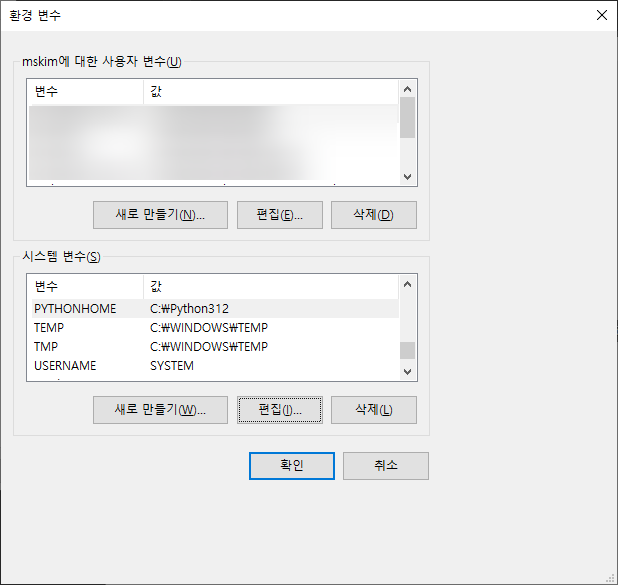 환경 변수
mskim에 대한 사용자 변수(U)
변수 값
새로 만들기(N)... 편집(E)... 삭제(D)
시스템 변수(S)
변수 값
PYTHONHOME C:₩Python312
TEMP C:₩WINDOWS₩TEMP
TMP C:₩WINDOWS₩TEMP
USERNAME SYSTEM
새로 만들기(W)... 편집(I)... 삭제(L)
확인 취소